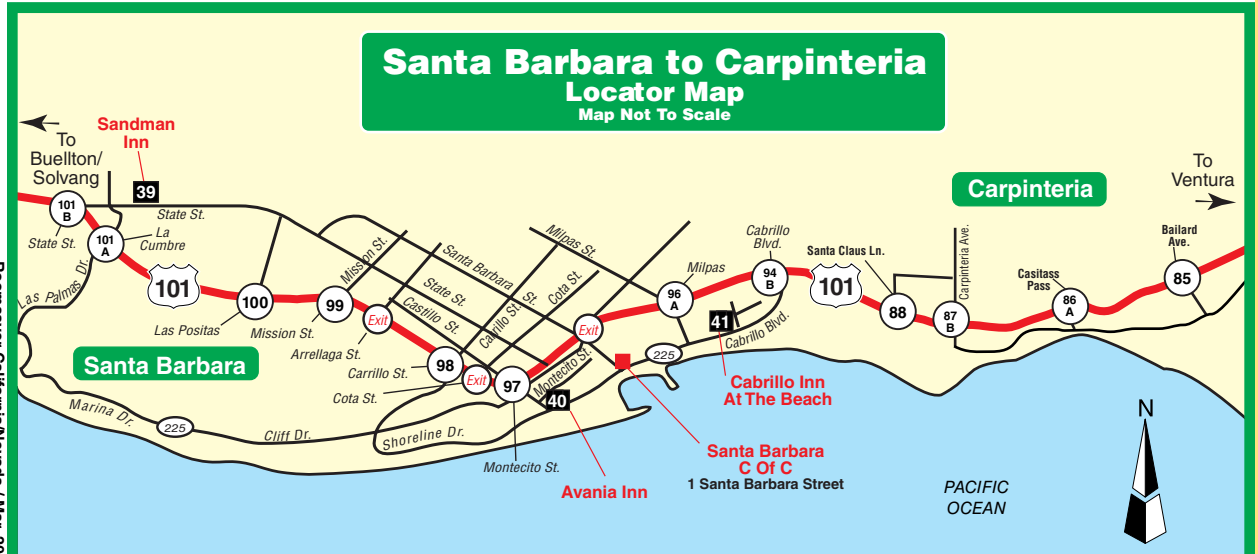 Santa Barbara to Carpinteria
Locator Map
Map Not To Scale
To
Buellton/
Solvang
Sandman
Inn
39
101
B
State St.
State St.
101
A
La
Cumbre
Las Palmas Dr.
101
100
Las Positas
99
Mission St.
Mission St.
Exit
Arrellaga St.
Santa Barbara St.
State St.
Castillo St.
Carrillo St.
Cota St.
Milpas St.
98
Carrillo St.
Exit
Cota St.
97
Montecito St.
Montecito St.
Exit
40
Avania Inn
Santa Barbara
Marina Dr.
225
Cliff Dr.
Shoreline Dr.
96
A
Milpas
225
41
Cabrillo Blvd.
Cabrillo Inn
At The Beach
Santa Barbara
C Of C
1 Santa Barbara Street
Cabrillo
Blvd.
94
B
101
Santa Claus Ln.
88
87
B
Carpinteria Ave.
Carpinteria
Casitass
Pass
86
A
Bailard
Ave.
85
To
Ventura
N
PACIFIC
OCEAN